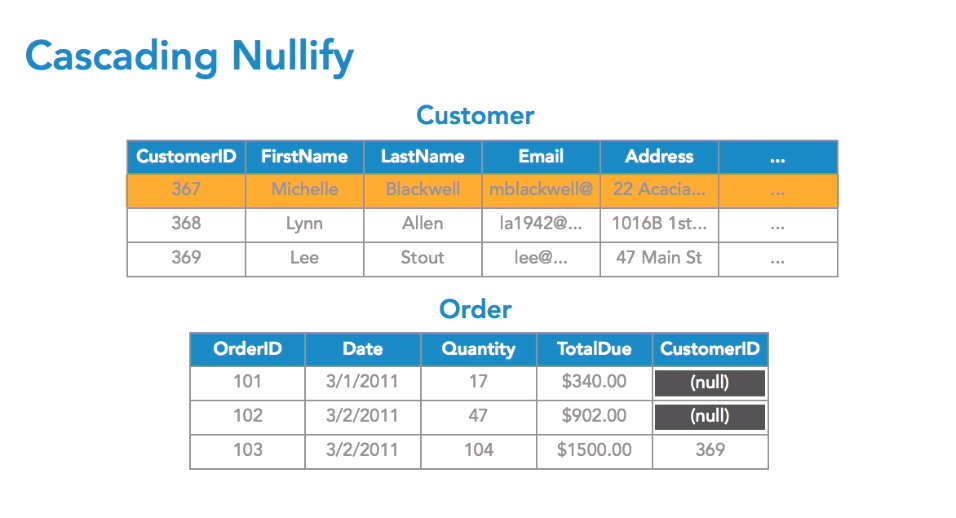 Cascading Nullify
Customer
CustomerID FirstName LastName Email Address ...
367 Michelle Blackwell mblackwell@ 22 Acacia... ...
368 Lynn Allen la1942@... 1016B 1st... ...
369 Lee Stout lee@... 47 Main St ...
Order
OrderID Date Quantity TotalDue CustomerID
101 3/1/2011 17 $340.00 (null)
102 3/2/2011 47 $902.00 (null)
103 3/2/2011 104 $1500.00 369